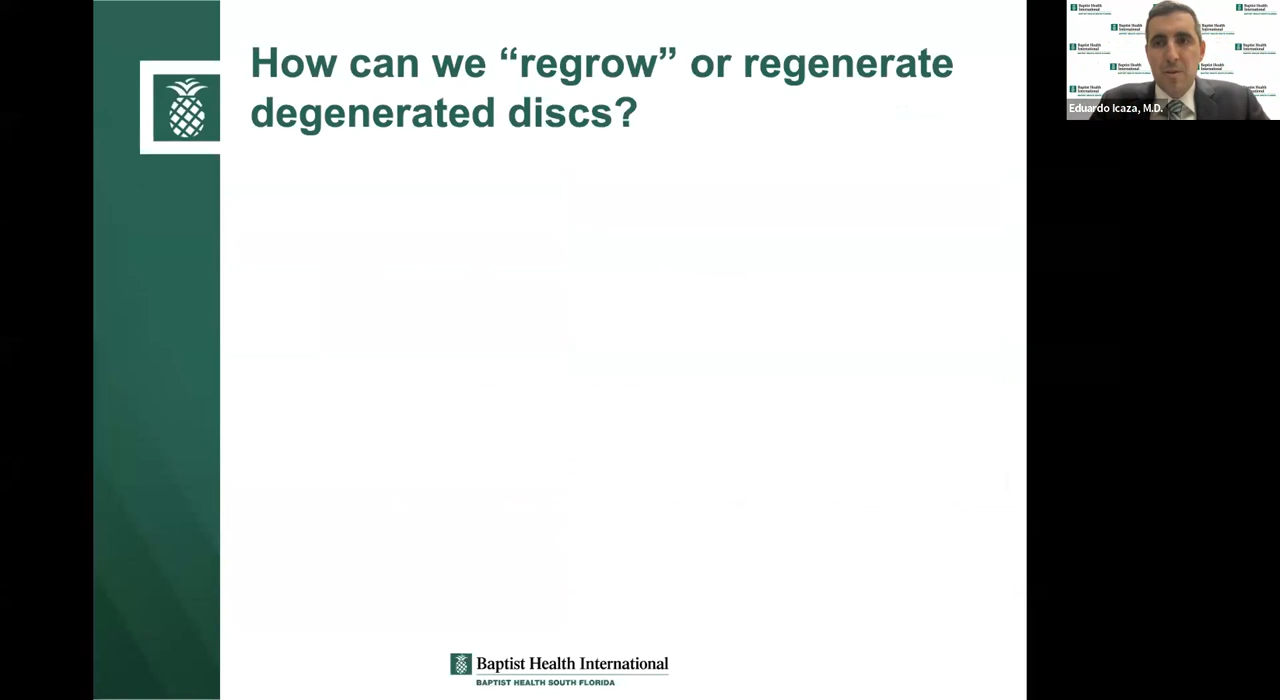 How can we “regrow” or regenerate
degenerated discs?
Eduardo Icaza, M.D.
Baptist Health International
BAPTIST HEALTH SOUTH FLORIDA